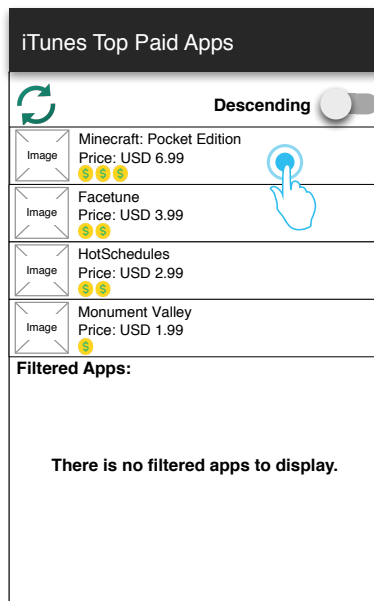 iTunes Top Paid Apps
Descending
Image
Minecraft: Pocket Edition
Price: USD 6.99
$ $ $
Image
Facetune
Price: USD 3.99
$ $
Image
HotSchedules
Price: USD 2.99
$ $
Image
Monument Valley
Price: USD 1.99
$
Filtered Apps:
There is no filtered apps to display.